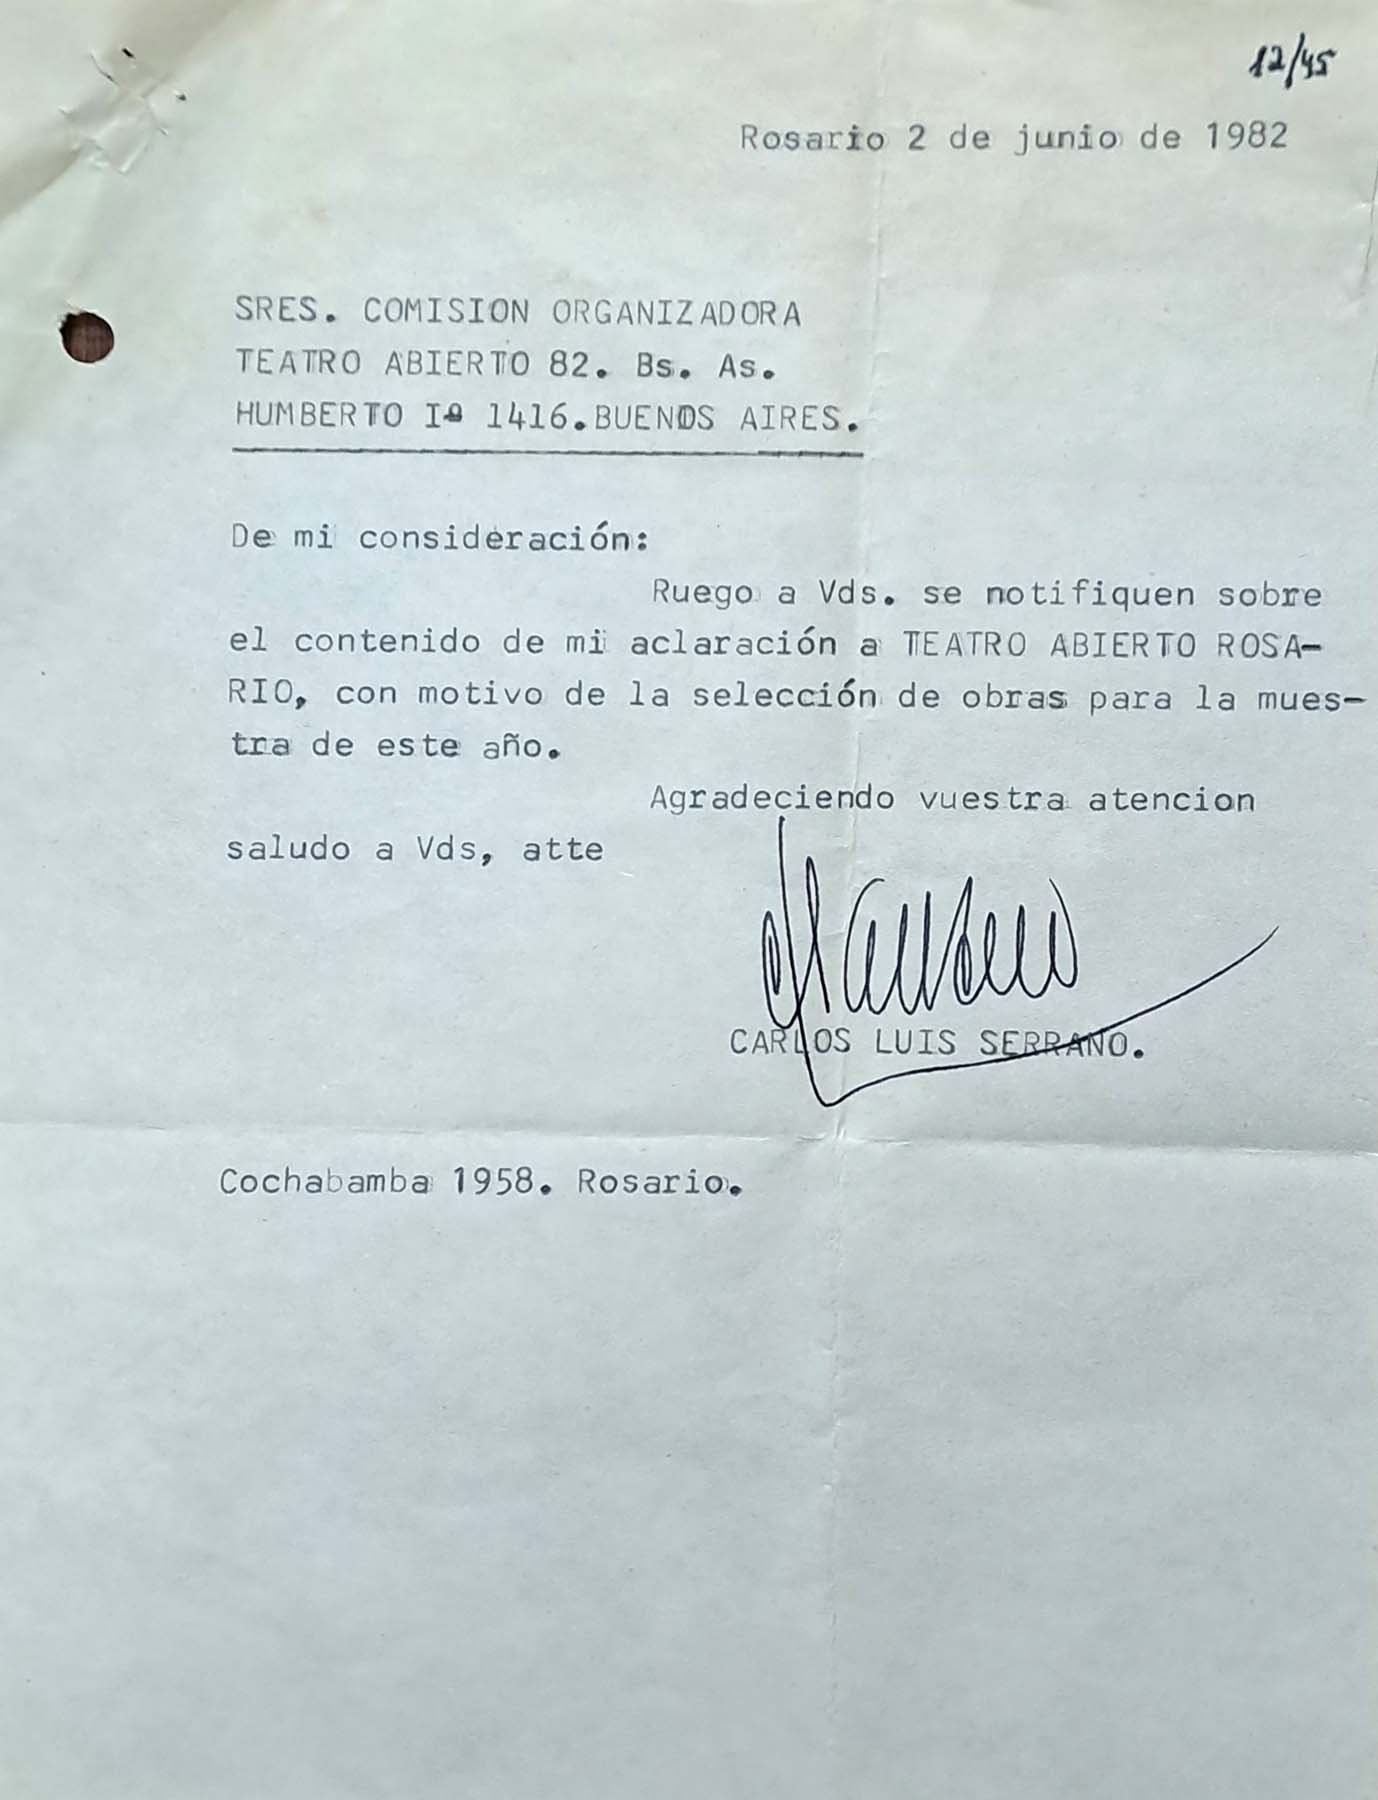 12/45
Rosario 2 de junio de 1982
SRES. COMISION ORGANIZADORA
TEATRO ABIERTO 82. Bs. As.
HUMBERTO Iº 1416.BUENOS AIRES.
De mi consideración:
Ruego a Vds. se notifiquen sobre
el contenido de mi aclaración a TEATRO ABIERTO ROSA-
RIO, con motivo de la selección de obras para la mues-
tra de este año.
Agradeciendo vuestra atencion
saludo a Vds, atte
CARLOS LUIS SERRANO.
Cochabamba 1958. Rosario.